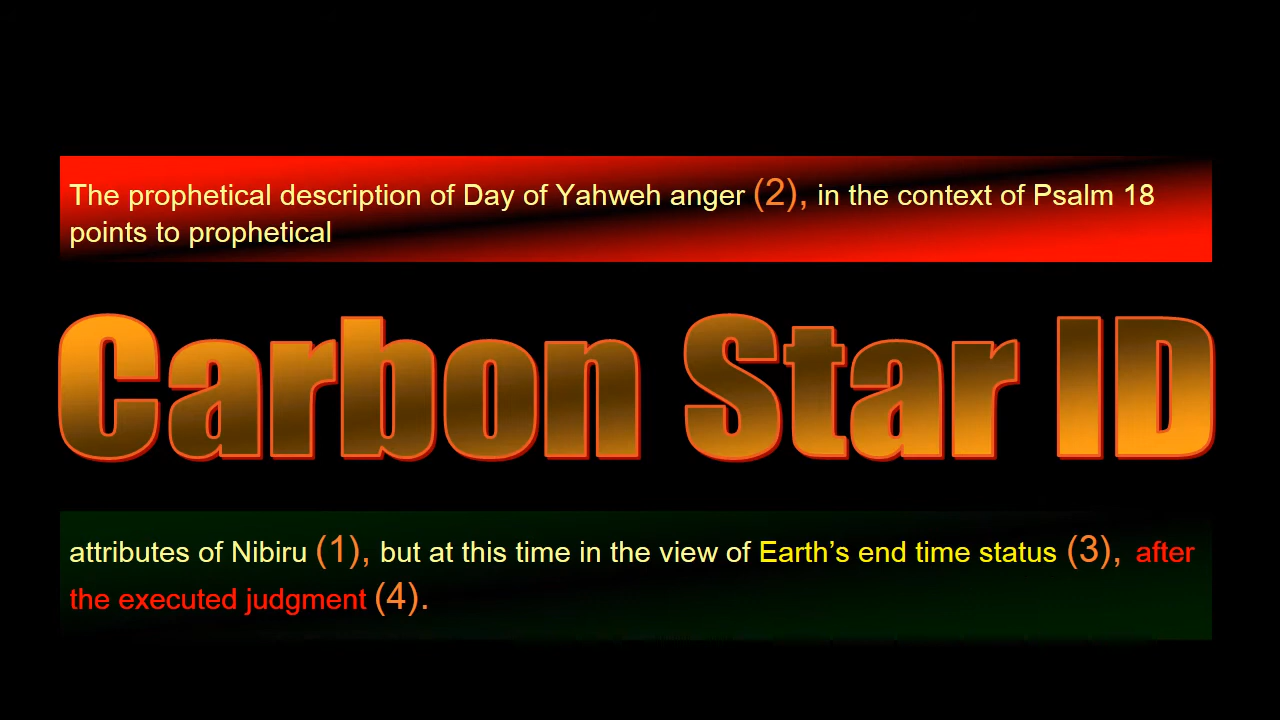 The prophetical description of Day of Yahweh anger (2), in the context of Psalm 18
points to prophetical
Carbon Star ID
attributes of Nibiru (1), but at this time in the view of Earth’s end time status (3), after
the executed judgment (4).